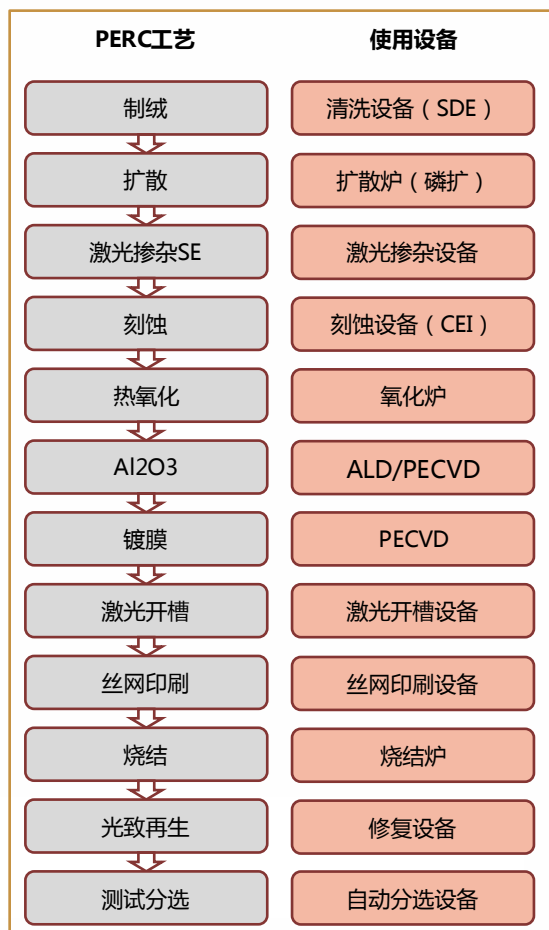 PERC工艺 使用设备
制绒 清洗设备（SDE）
扩散 扩散炉（磷扩）
激光掺杂SE 激光掺杂设备
刻蚀 刻蚀设备（CEI）
热氧化 氧化炉
Al2O3 ALD/PECVD
镀膜 PECVD
激光开槽 激光开槽设备
丝网印刷 丝网印刷设备
烧结 烧结炉
光致再生 修复设备
测试分选 自动分选设备